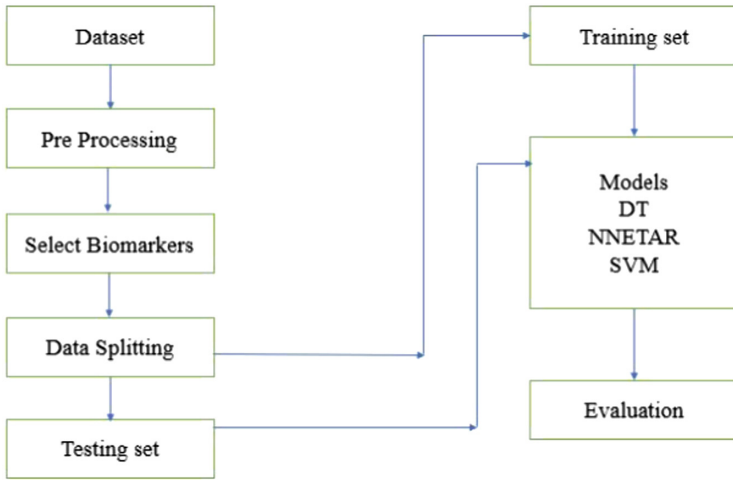 Dataset
Pre Processing
Select Biomarkers
Data Splitting
Testing set
Training set
Models
DT
NNETAR
SVM
Evaluation